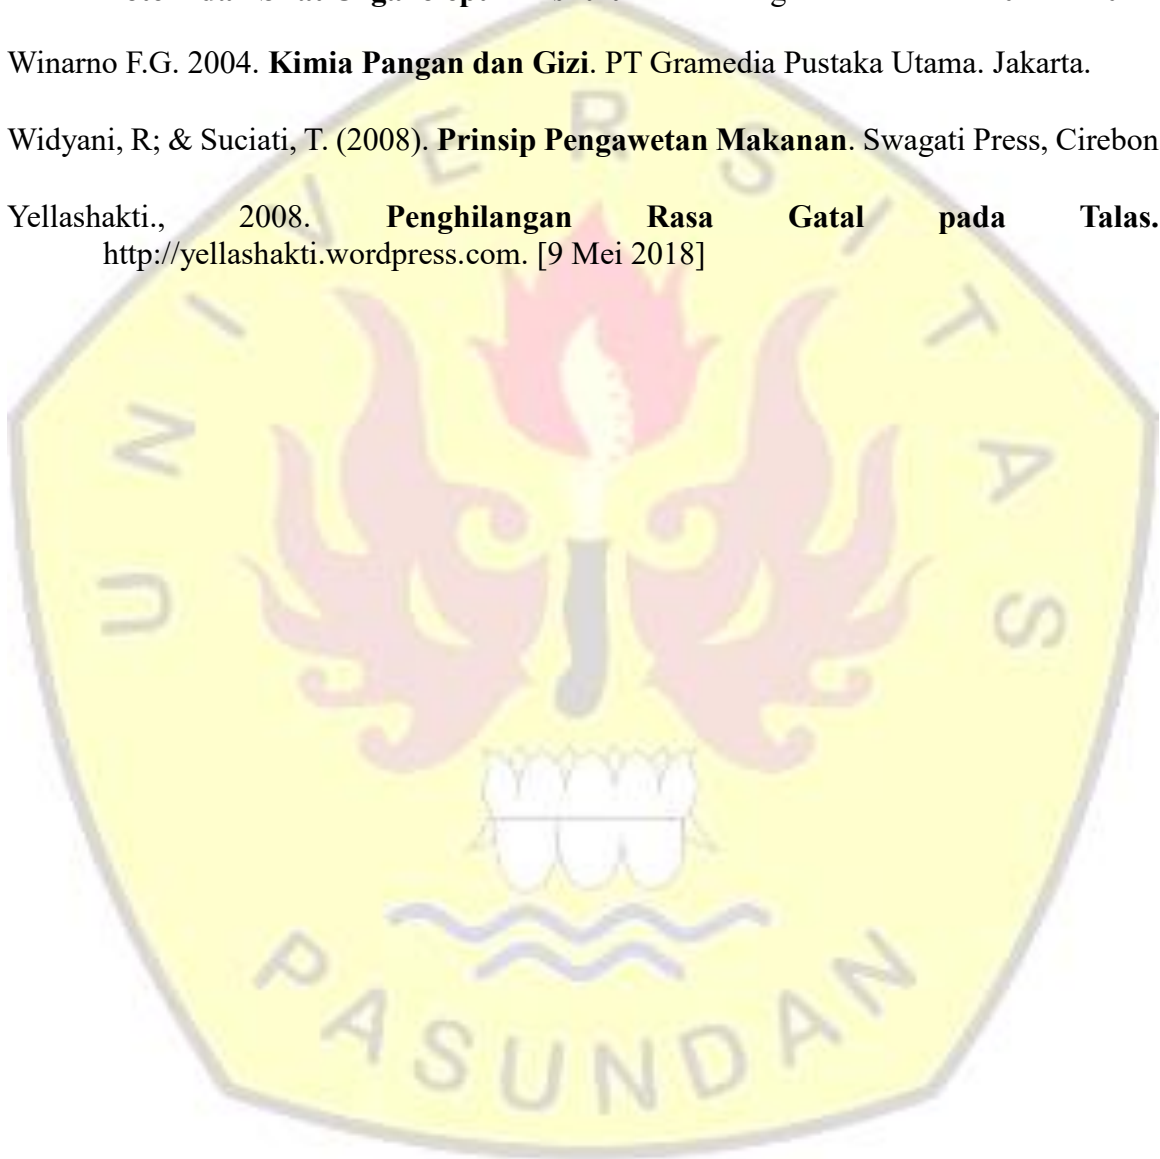 Winarno F.G. 2004. Kimia Pangan dan Gizi. PT Gramedia Pustaka Utama. Jakarta.
Widyani, R; & Suciati, T. (2008). Prinsip Pengawetan Makanan. Swagati Press, Cirebon
Yellashakti., 2008. Penghilangan Rasa Gatal pada Talas.
http://yellashakti.wordpress.com. [9 Mei 2018]
UNIVERSITAS
PASUNDAN